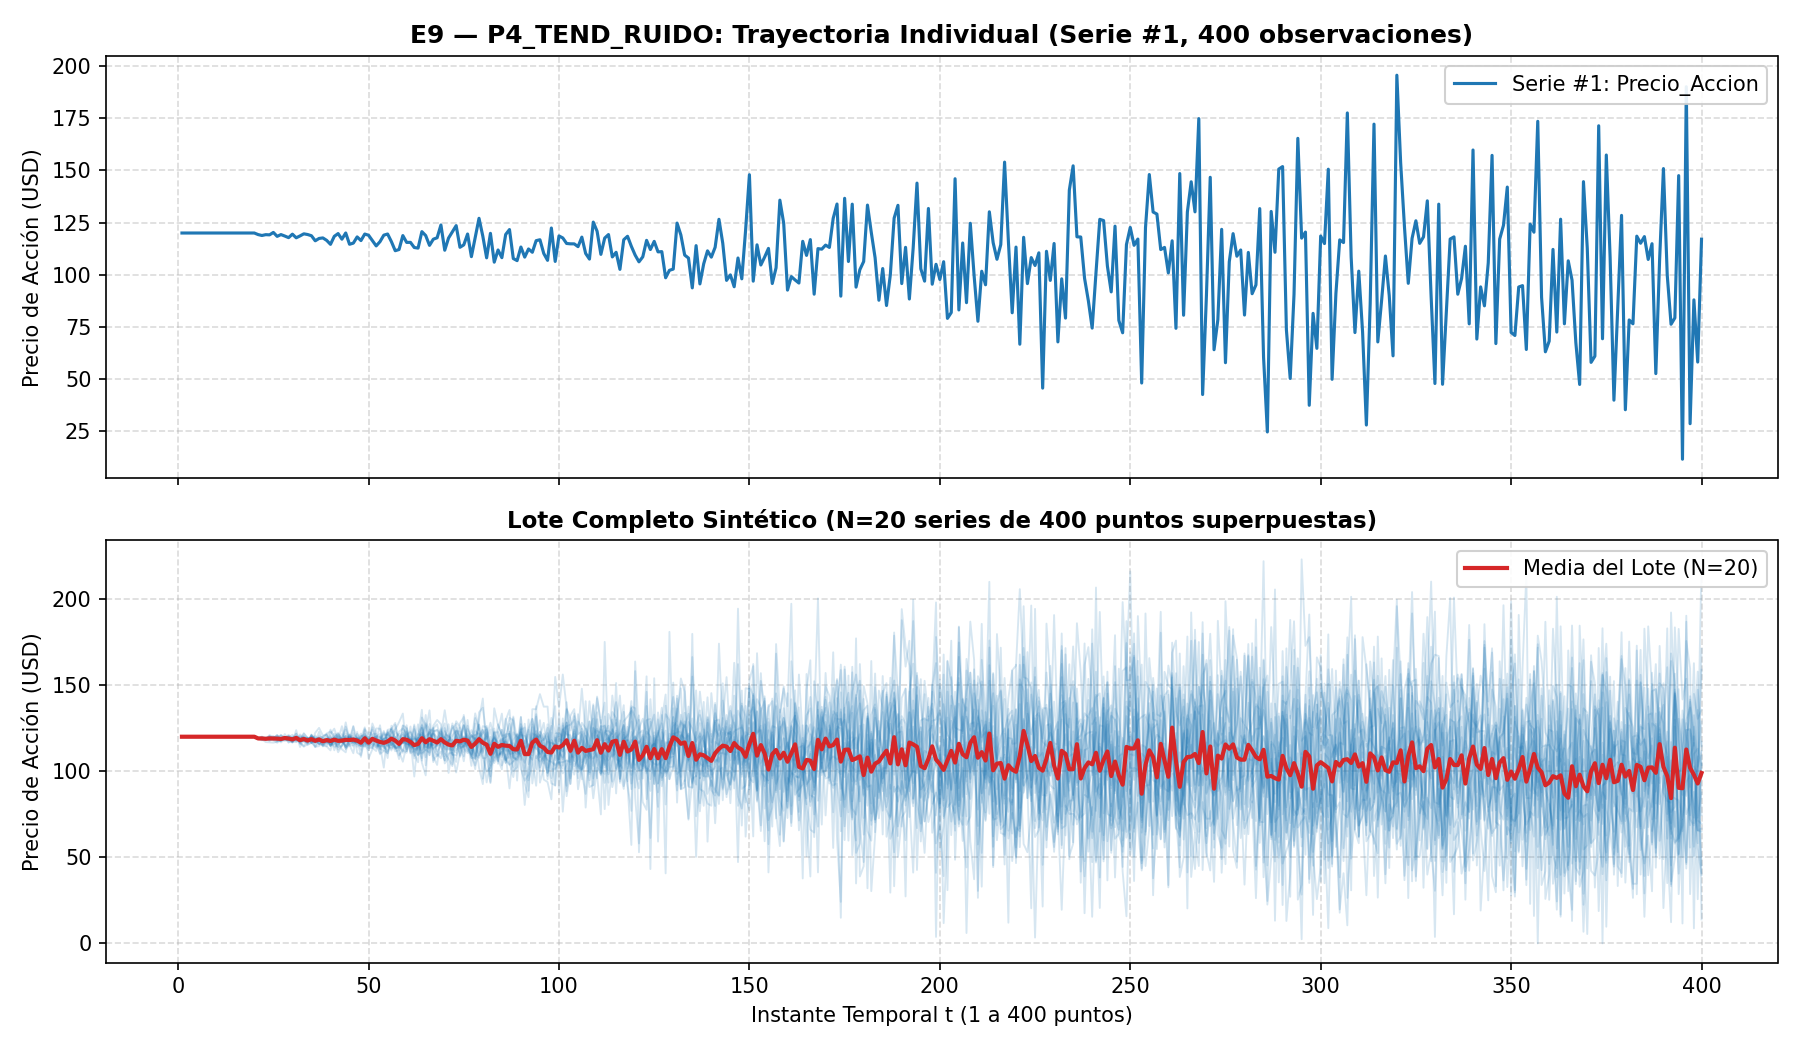 E9 — P4_TEND_RUIDO: Trayectoria Individual (Serie #1, 400 observaciones)
Precio de Acción (USD)
200
175
150
125
100
75
50
25
Serie #1: Precio_Accion
Lote Completo Sintético (N=20 series de 400 puntos superpuestas)
Precio de Acción (USD)
200
150
100
50
0
Media del Lote (N=20)
0 50 100 150 200 250 300 350 400
Instante Temporal t (1 a 400 puntos)